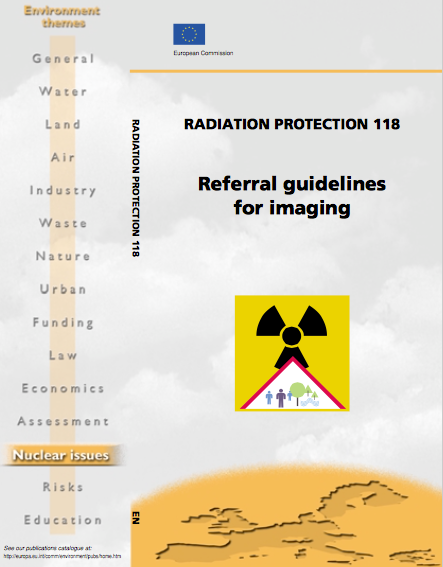 Environment
themes
General
Water
Land
Air
Industry
Waste
Nature
Urban
Funding
Law
Economics
Assessment
Nuclear issues
Risks
Education
See our publications catalogue at:
http://europa.eu.int/comm/environment/pubs/home.htm
RADIATION PROTECTION 118
EN
European Commission
RADIATION PROTECTION 118
Referral guidelines
for imaging